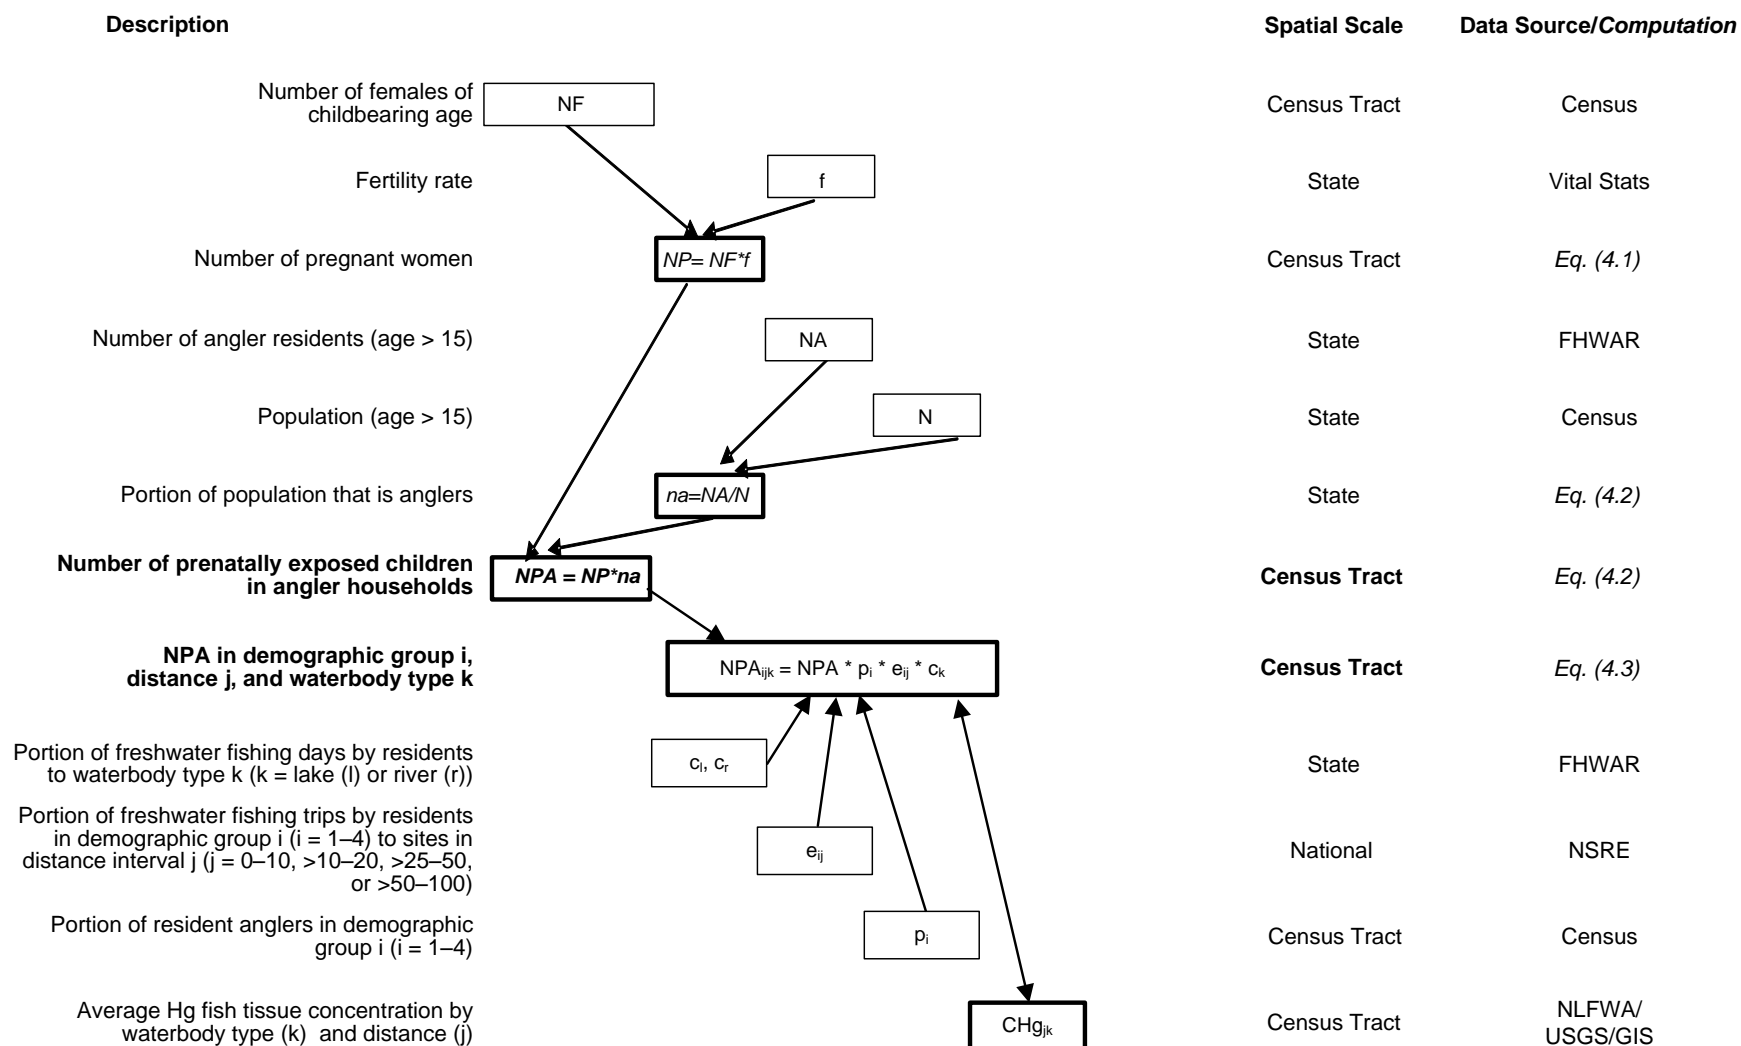 Description Spatial Scale Data Source/Computation
Number of females of
childbearing age NF Census Tract Census
Fertility rate f State Vital Stats
Number of pregnant women NP= NF*f Census Tract Eq. (4.1)
Number of angler residents (age > 15) NA State FHWAR
Population (age > 15) N State Census
Portion of population that is anglers na=NA/N State Eq. (4.2)
Number of prenatally exposed children
in angler households NPA = NP*na Census Tract Eq. (4.2)
NPA in demographic group i,
distance j, and waterbody type k NPAijk = NPA * pi * eij * ck Census Tract Eq. (4.3)
Portion of freshwater fishing days by residents
to waterbody type k (k = lake (l) or river (r)) cl, cr State FHWAR
Portion of freshwater fishing trips by residents
in demographic group i (i = 1–4) to sites in
distance interval j (j = 0–10, >10–20, >25–50,
or >50–100) eij National NSRE
Portion of resident anglers in demographic
group i (i = 1–4) pi Census Tract Census
Average Hg fish tissue concentration by
waterbody type (k) and distance (j) CHgjk Census Tract NLFWA/
USGS/GIS